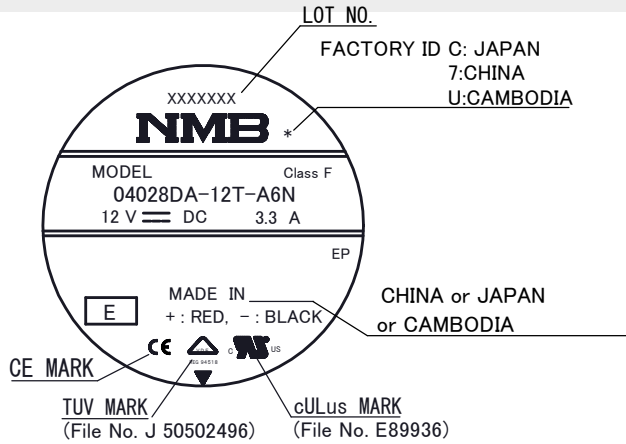 LOT NO.
FACTORY ID C: JAPAN
7:CHINA
U:CAMBODIA
XXXXXXX
NMB *
MODEL Class F
04028DA-12T-A6N
12 V DC 3.3 A
EP
MADE IN
CHINA or JAPAN
or CAMBODIA
E
+ : RED, - : BLACK
CE
C US
CE MARK
TUV MARK
(File No. J 50502496)
cULus MARK
(File No. E89936)